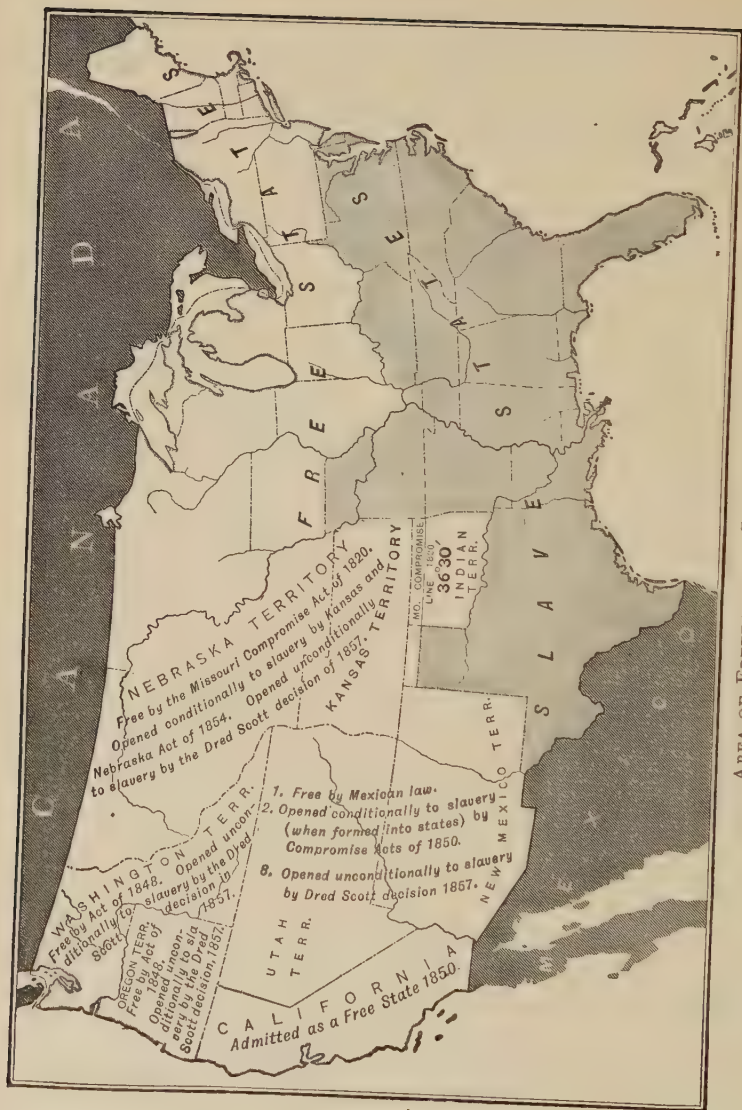 CANADA
FREE STATES
SLAVE STATES
NEBRASKA TERRITORY
Free by the Missouri Compromise Act of 1820.
Opened conditionally to slavery by Kansas and
Nebraska Act of 1854. Opened unconditionally
to slavery by the Dred Scott decision of 1857.
KANSAS TERRITORY
MO. COMPROMISE
LINE 1820
36°30'
INDIAN
TERR.
WASHINGTON TERR.
Free by Act of 1848. Opened uncon-
ditionally to slavery by the Dred
Scott decision in
1857.
OREGON TERR.
Free by Act of
1848.
Opened uncon-
ditionally to sla
very by the Dred
Scott decision, 1857.
UTAH
TERR.
1. Free by Mexican law.
2. Opened conditionally to slavery-
(when formed into states) by
Compromise Acts of 1850.
8. Opened unconditionally to slavery
by Dred Scott decision 1857.
NEW MEXICO TERR.
CALIFORNIA
Admitted as a Free State 1850.
MEXICO
AREA OF